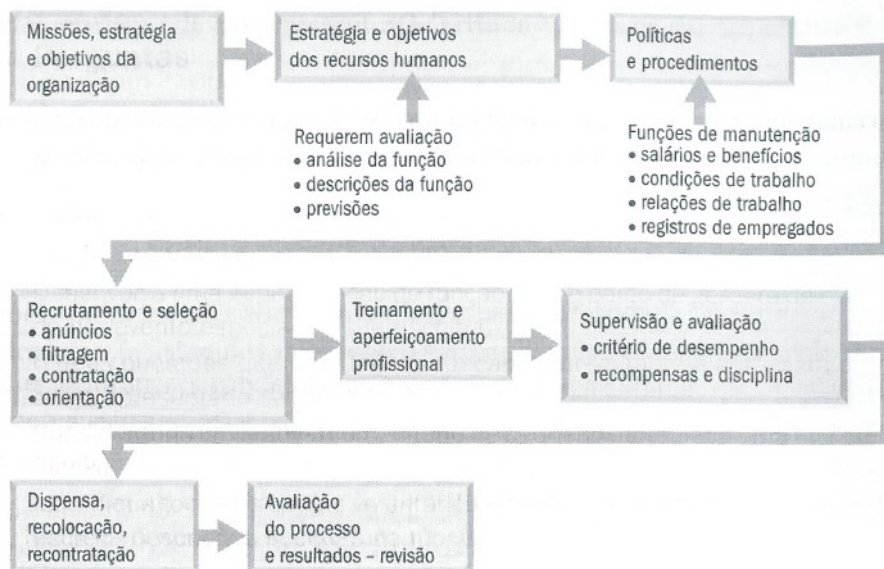 Missões, estratégia
e objetivos da
organização
Estratégia e objetivos
dos recursos humanos
Políticas
e procedimentos
Requerem avaliação
• análise da função
• descrições da função
• previsões
Funções de manutenção
• salários e benefícios
• condições de trabalho
• relações de trabalho
• registros de empregados
Recrutamento e seleção
• anúncios
• filtragem
• contratação
• orientação
Treinamento e
aperfeiçoamento
profissional
Supervisão e avaliação
• critério de desempenho
• recompensas e disciplina
Dispensa,
recolocação,
recontratação
Avaliação
do processo
e resultados – revisão